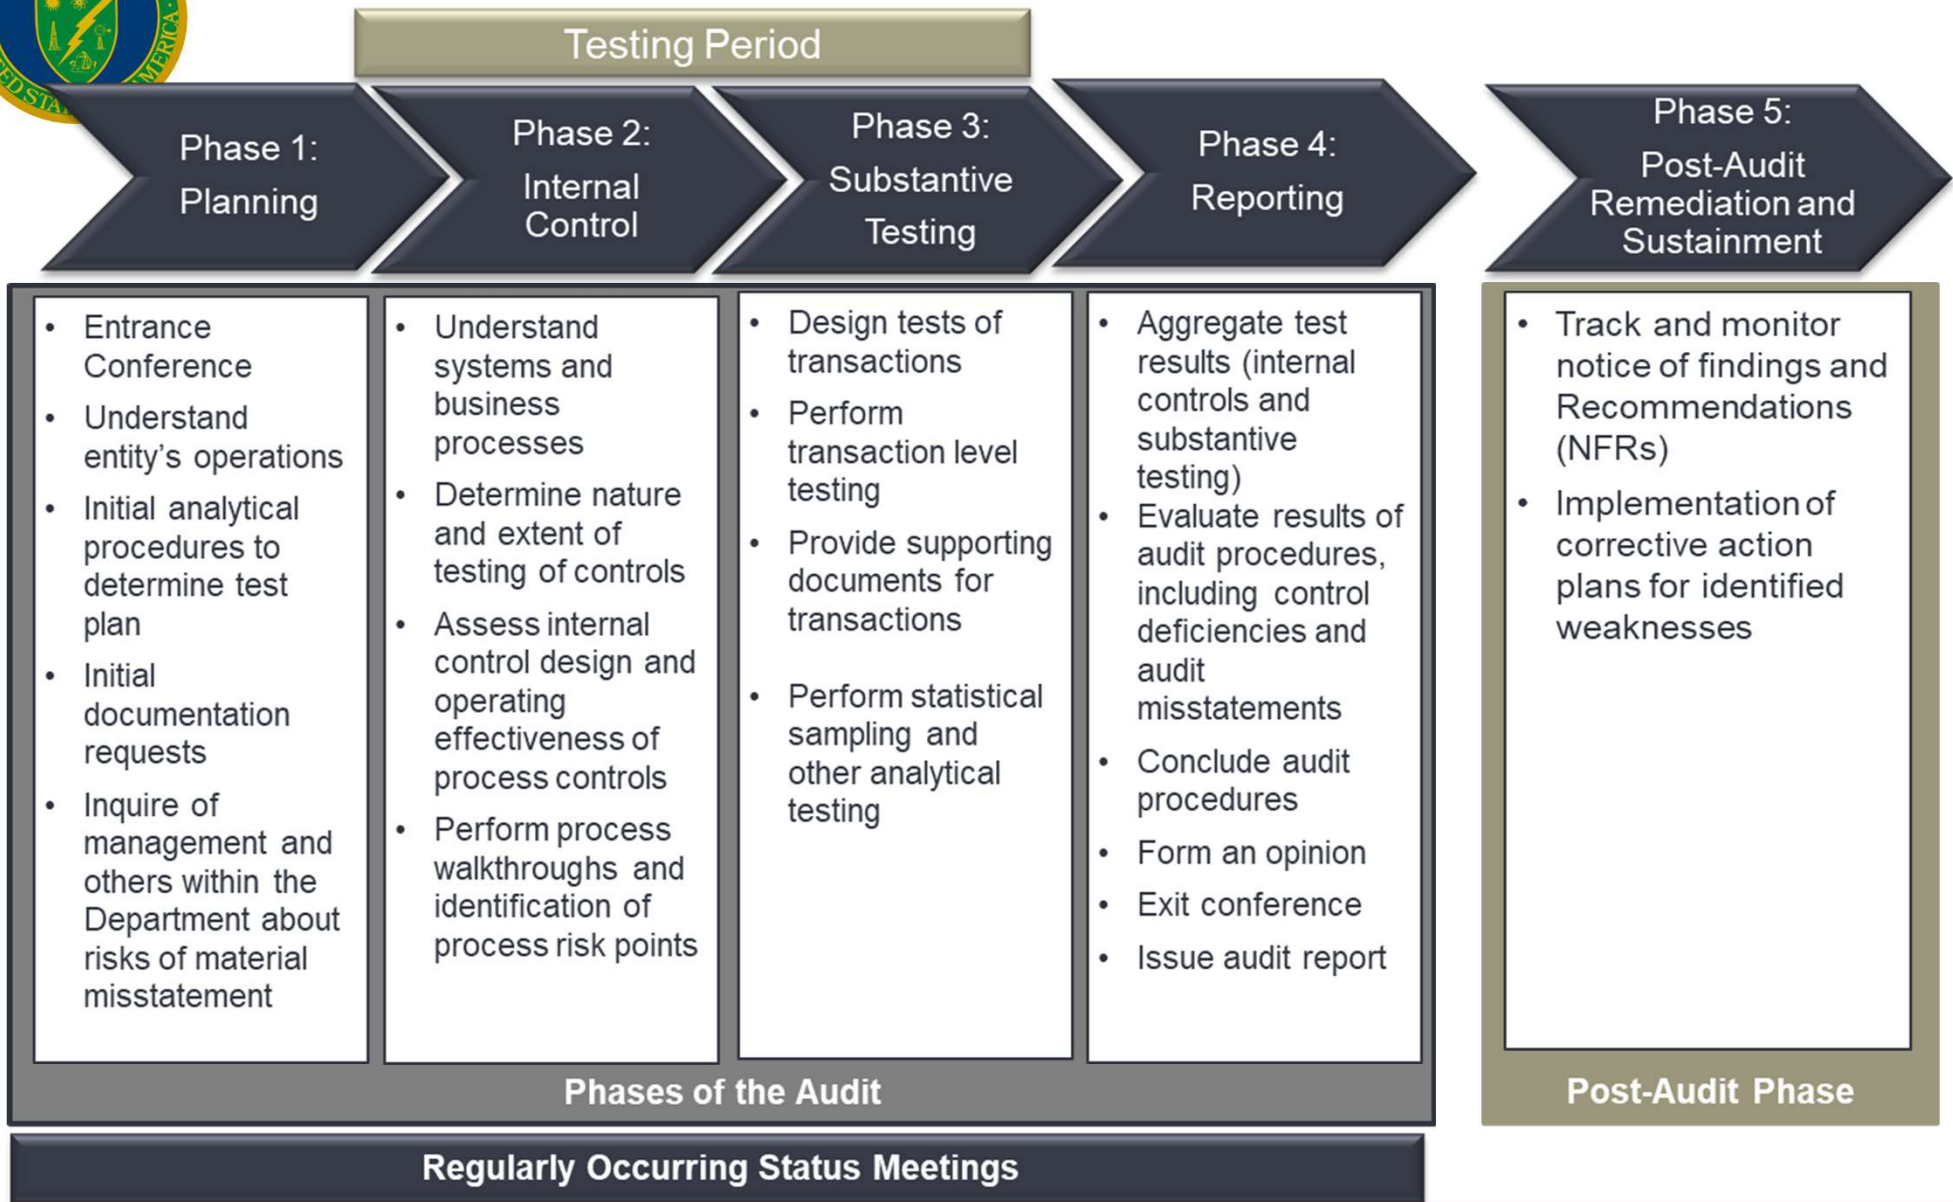 Testing Period
Phase 1:
Planning
Phase 2:
Internal
Control
Phase 3:
Substantive
Testing
Phase 4:
Reporting
Phase 5:
Post-Audit
Remediation and
Sustainment
• Entrance
Conference
• Understand
entity’s operations
• Initial analytical
procedures to
determine test
plan
• Initial
documentation
requests
• Inquire of
management and
others within the
Department about
risks of material
misstatement
• Understand
systems and
business
processes
• Determine nature
and extent of
testing of controls
• Assess internal
control design and
operating
effectiveness of
process controls
• Perform process
walkthroughs and
identification of
process risk points
• Design tests of
transactions
• Perform
transaction level
testing
• Provide supporting
documents for
transactions
• Perform statistical
sampling and
other analytical
testing
• Aggregate test
results (internal
controls and
substantive
testing)
• Evaluate results of
audit procedures,
including control
deficiencies and
audit
misstatements
• Conclude audit
procedures
• Form an opinion
• Exit conference
• Issue audit report
• Track and monitor
notice of findings and
Recommendations
(NFRs)
• Implementation of
corrective action
plans for identified
weaknesses
Phases of the Audit
Post-Audit Phase
Regularly Occurring Status Meetings